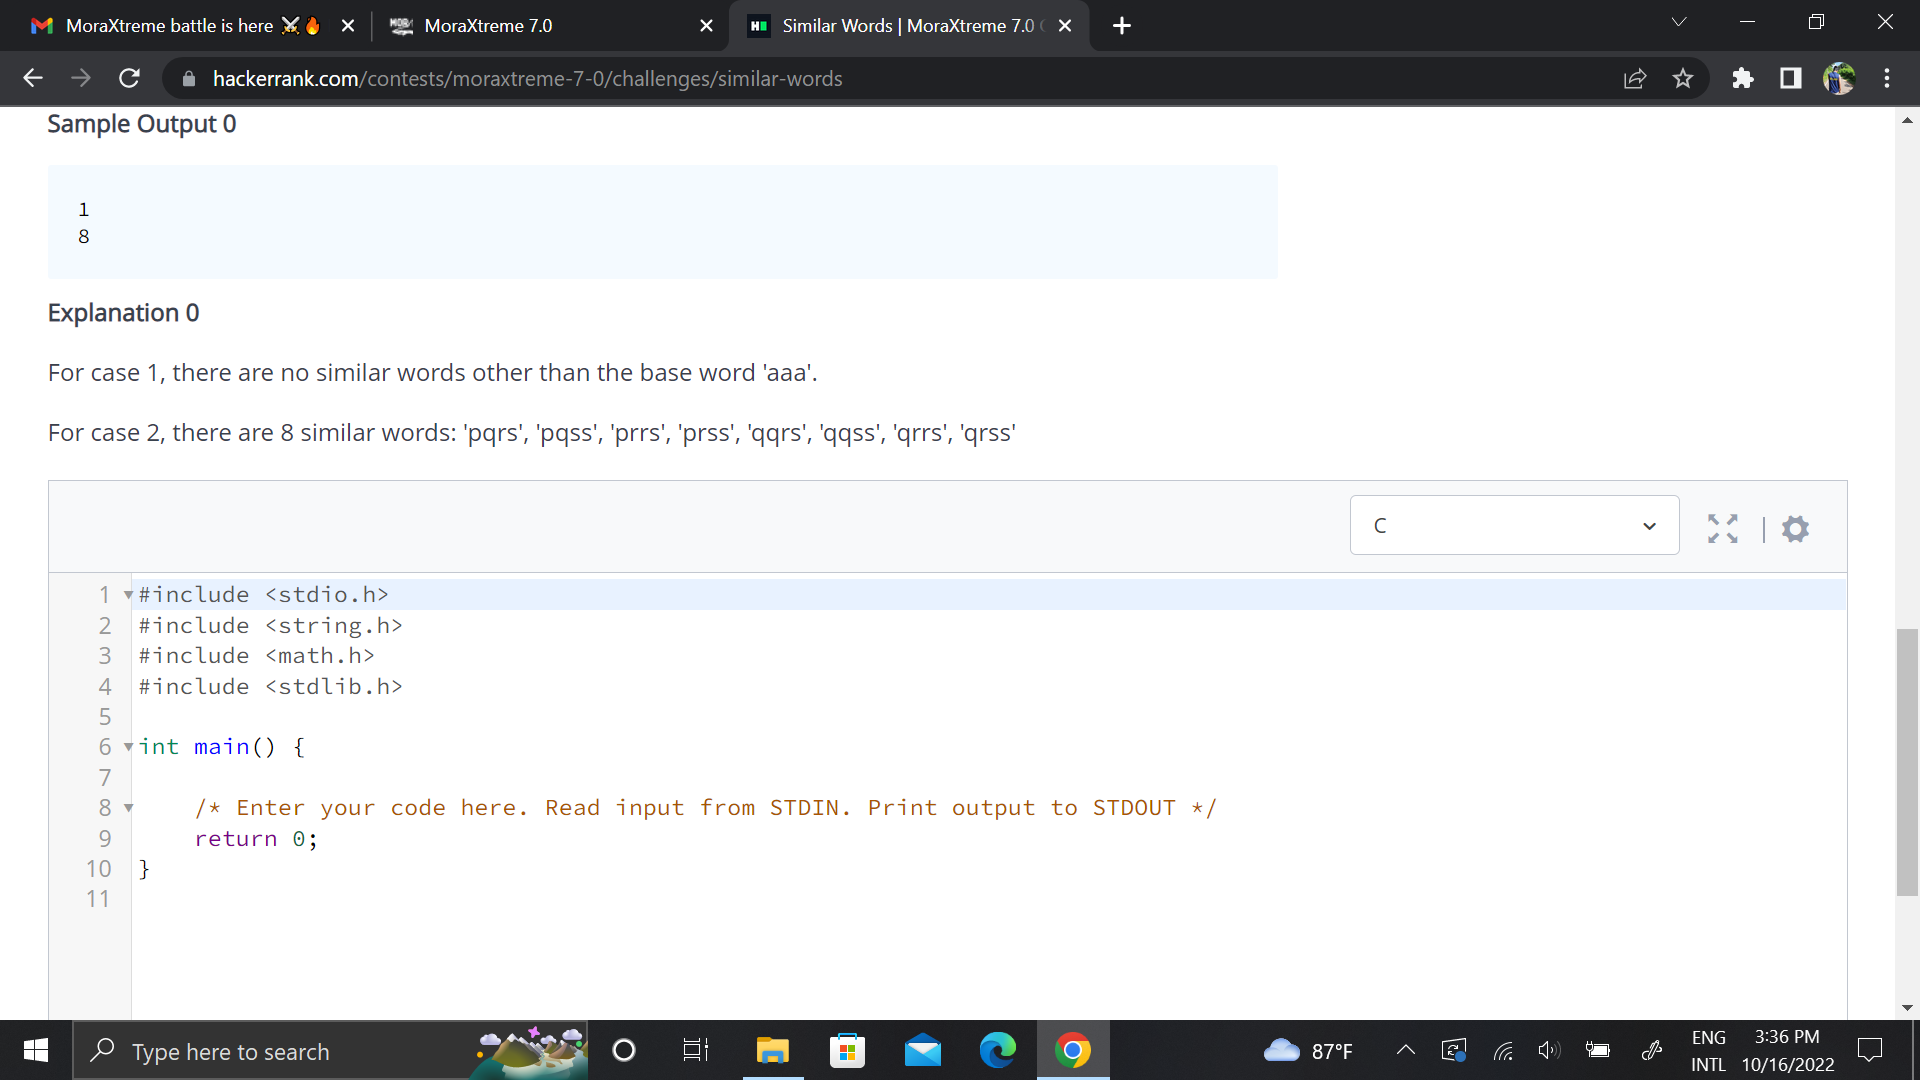 MoraXtreme battle is here ⚔🔥
MoraXtreme 7.0
Similar Words | MoraXtreme 7.0
hackerrank.com/contests/moraxtreme-7-0/challenges/similar-words
Sample Output 0
1
8
Explanation 0
For case 1, there are no similar words other than the base word 'aaa'.
For case 2, there are 8 similar words: 'pqrs', 'pqss', 'prrs', 'prss', 'qqrs', 'qqss', 'qrrs', 'qrss'
C
1 #include <stdio.h>
2 #include <string.h>
3 #include <math.h>
4 #include <stdlib.h>
5
6 int main() {
7
8     /* Enter your code here. Read input from STDIN. Print output to STDOUT */
9     return 0;
10 }
11
Type here to search
87°F
ENG
INTL
3:36 PM
10/16/2022